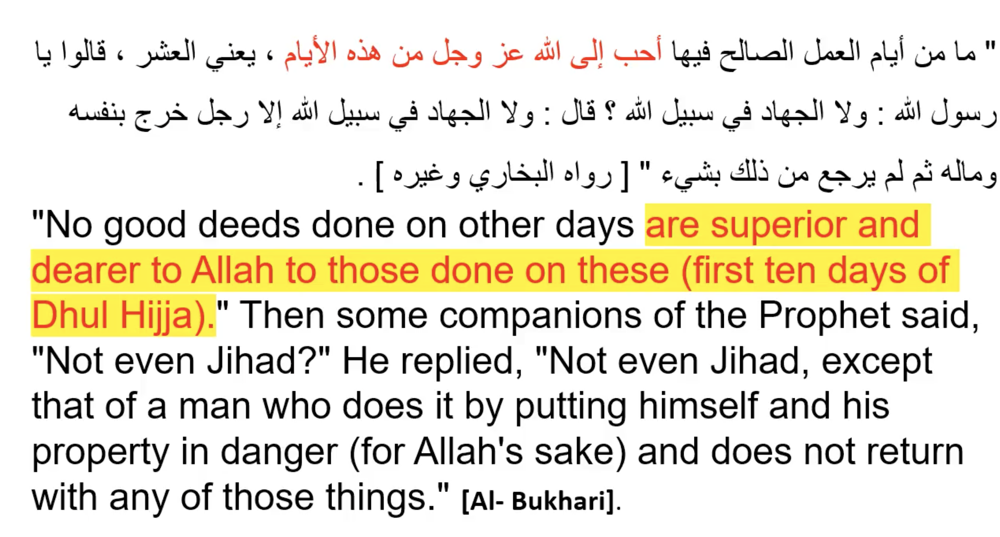 " ما من أيام العمل الصالح فيها أحب إلى الله عز وجل من هذه الأيام ، يعني العشر ، قالوا يا
رسول الله : ولا الجهاد في سبيل الله ؟ قال : ولا الجهاد في سبيل الله إلا رجل خرج بنفسه
وماله ثم لم يرجع من ذلك بشيء " [ رواه البخاري وغيره ] .
"No good deeds done on other days are superior and
dearer to Allah to those done on these (first ten days of
Dhul Hijja)." Then some companions of the Prophet said,
"Not even Jihad?" He replied, "Not even Jihad, except
that of a man who does it by putting himself and his
property in danger (for Allah's sake) and does not return
with any of those things." [Al- Bukhari].